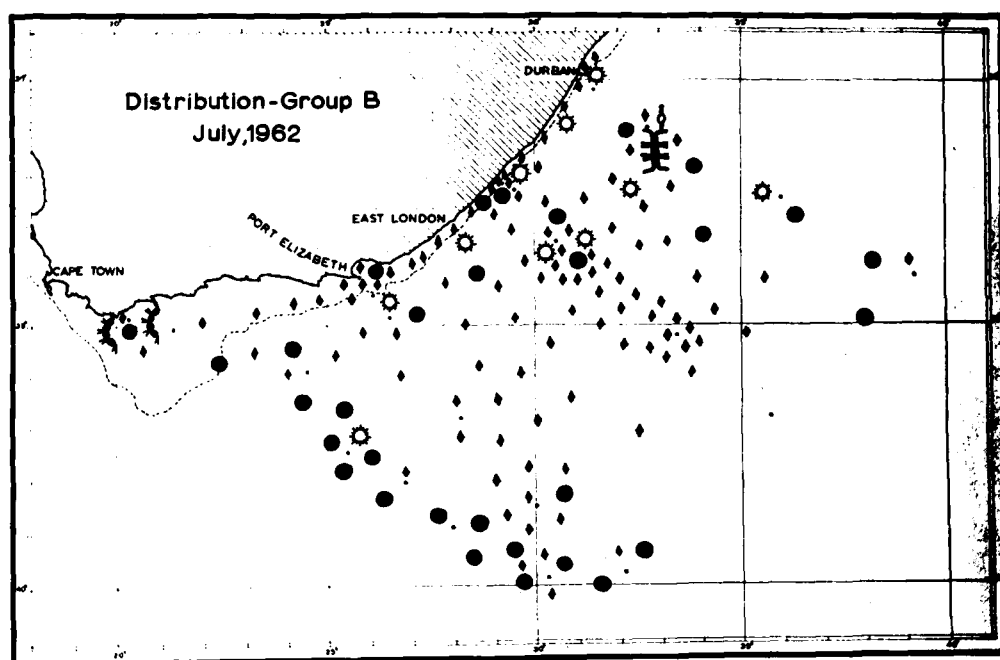 Distribution-Group B
July,1962
DURBAN
EAST LONDON
PORT ELIZABETH
CAPE TOWN